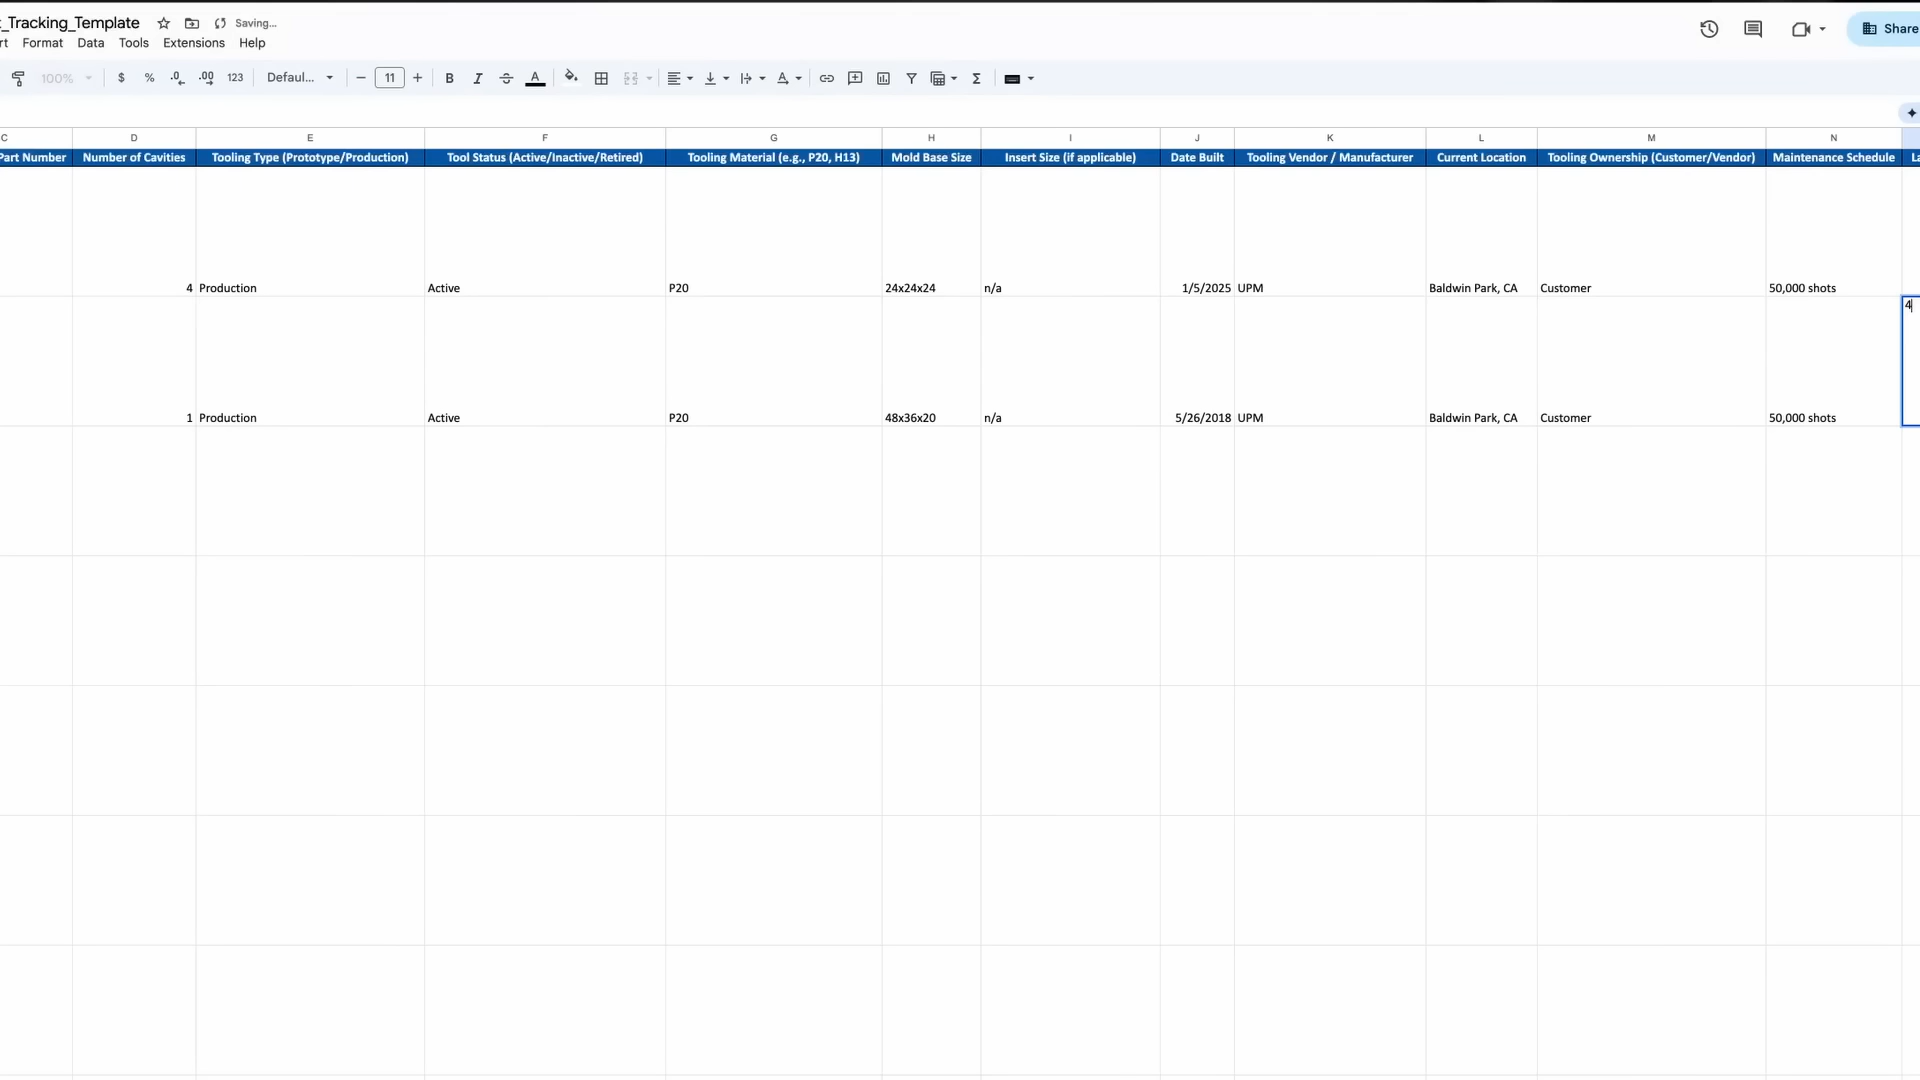 _Tracking_Template Saving...
Format Data Tools Extensions Help
Share
100% $ % .0 .00 123 Defaul... − 11 + B I S A Σ
C D E F G H I J K L M N
Part Number Number of Cavities Tooling Type (Prototype/Production) Tool Status (Active/Inactive/Retired) Tooling Material (e.g., P20, H13) Mold Base Size Insert Size (if applicable) Date Built Tooling Vendor / Manufacturer Current Location Tooling Ownership (Customer/Vendor) Maintenance Schedule
4 Production Active P20 24x24x24 n/a 1/5/2025 UPM Baldwin Park, CA Customer 50,000 shots
4
1 Production Active P20 48x36x20 n/a 5/26/2018 UPM Baldwin Park, CA Customer 50,000 shots